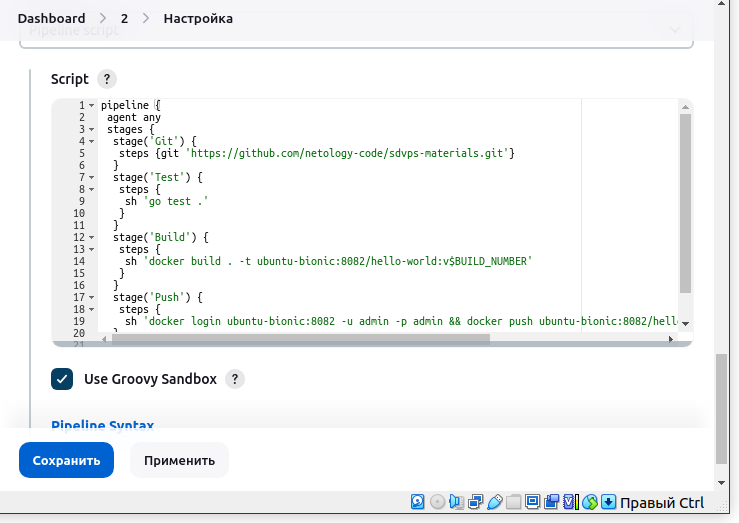 Dashboard > 2 > Настройка
Pipeline script
Script ?
1 pipeline {
2 agent any
3 stages {
4 stage('Git') {
5 steps {git 'https://github.com/netology-code/sdvps-materials.git'}
6 }
7 stage('Test') {
8 steps {
9 sh 'go test .'
10 }
11 }
12 stage('Build') {
13 steps {
14 sh 'docker build . -t ubuntu-bionic:8082/hello-world:v$BUILD_NUMBER'
15 }
16 }
17 stage('Push') {
18 steps {
19 sh 'docker login ubuntu-bionic:8082 -u admin -p admin && docker push ubuntu-bionic:8082/hell
20 }
21
Use Groovy Sandbox ?
Pipeline Syntax
Сохранить
Применить
Правый Ctrl